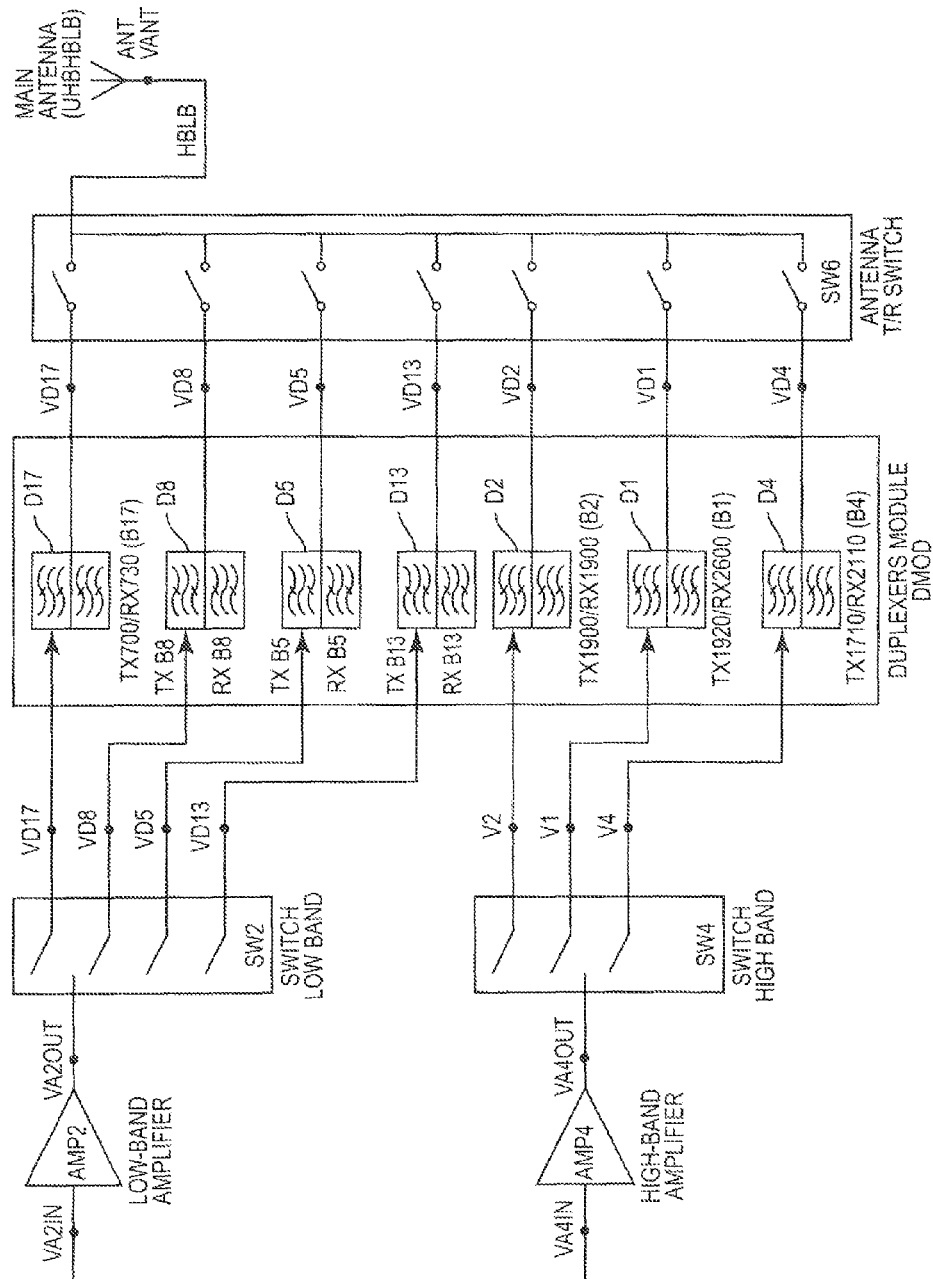 MAIN
ANTENNA
(UHBHBLB)
ANT
VANT
HBLB
SW6
ANTENNA
T/R SWITCH
VD17
VD8
VD5
VD13
VD2
VD1
VD4
D17
TX700/RX730 (B17)
D8
TX B8
RX B8
D5
TX B5
RX B5
D13
TX B13
RX B13
D2
TX1900/RX1900 (B2)
D1
TX1920/RX2600 (B1)
D4
TX1710/RX2110 (B4)
DUPLEXERS MODULE
DMOD
VD17
VD8
VD5
VD13
V2
V1
V4
SW2
SWITCH
LOW BAND
SW4
SWITCH
HIGH BAND
VA2OUT
AMP2
LOW-BAND
AMPLIFIER
VA2IN
VA4OUT
AMP4
HIGH-BAND
AMPLIFIER
VA4IN